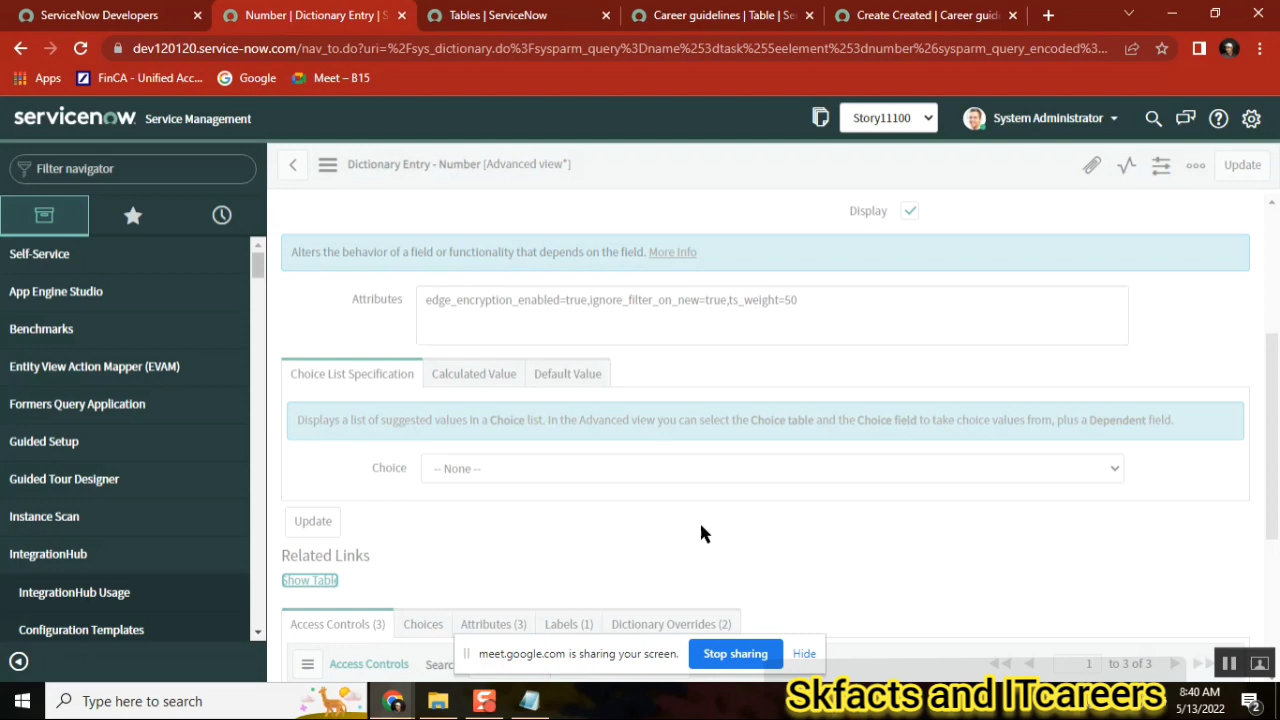 ServiceNow Developers
Number | Dictionary Entry | S
Tables | ServiceNow
Career guidelines | Table | Se
Create Created | Career guid
dev120120.service-now.com/nav_to.do?uri=%2Fsys_dictionary.do%3Fsysparm_query%3Dname%253dtask%255eelement%253dnumber%26sysparm_query_encoded%3...
Apps
FinCA - Unified Acc...
Google
Meet – B15
servicenow. Service Management
Story11100
System Administrator
Filter navigator
Self-Service
App Engine Studio
Benchmarks
Entity View Action Mapper (EVAM)
Formers Query Application
Guided Setup
Guided Tour Designer
Instance Scan
IntegrationHub
IntegrationHub Usage
Configuration Templates
Dictionary Entry - Number [Advanced view*]
Update
Display
Alters the behavior of a field or functionality that depends on the field. More Info
Attributes
edge_encryption_enabled=true,ignore_filter_on_new=true,ts_weight=50
Choice List Specification
Calculated Value
Default Value
Displays a list of suggested values in a Choice list. In the Advanced view you can select the Choice table and the Choice field to take choice values from, plus a Dependent field.
Choice
-- None --
Update
Related Links
Show Table
Access Controls (3)
Choices
Attributes (3)
Labels (1)
Dictionary Overrides (2)
Access Controls
1 to 3 of 3
meet.google.com is sharing your screen.
Stop sharing
Hide
Type here to search
8:40 AM
5/13/2022
2
Skfacts and ITcareers